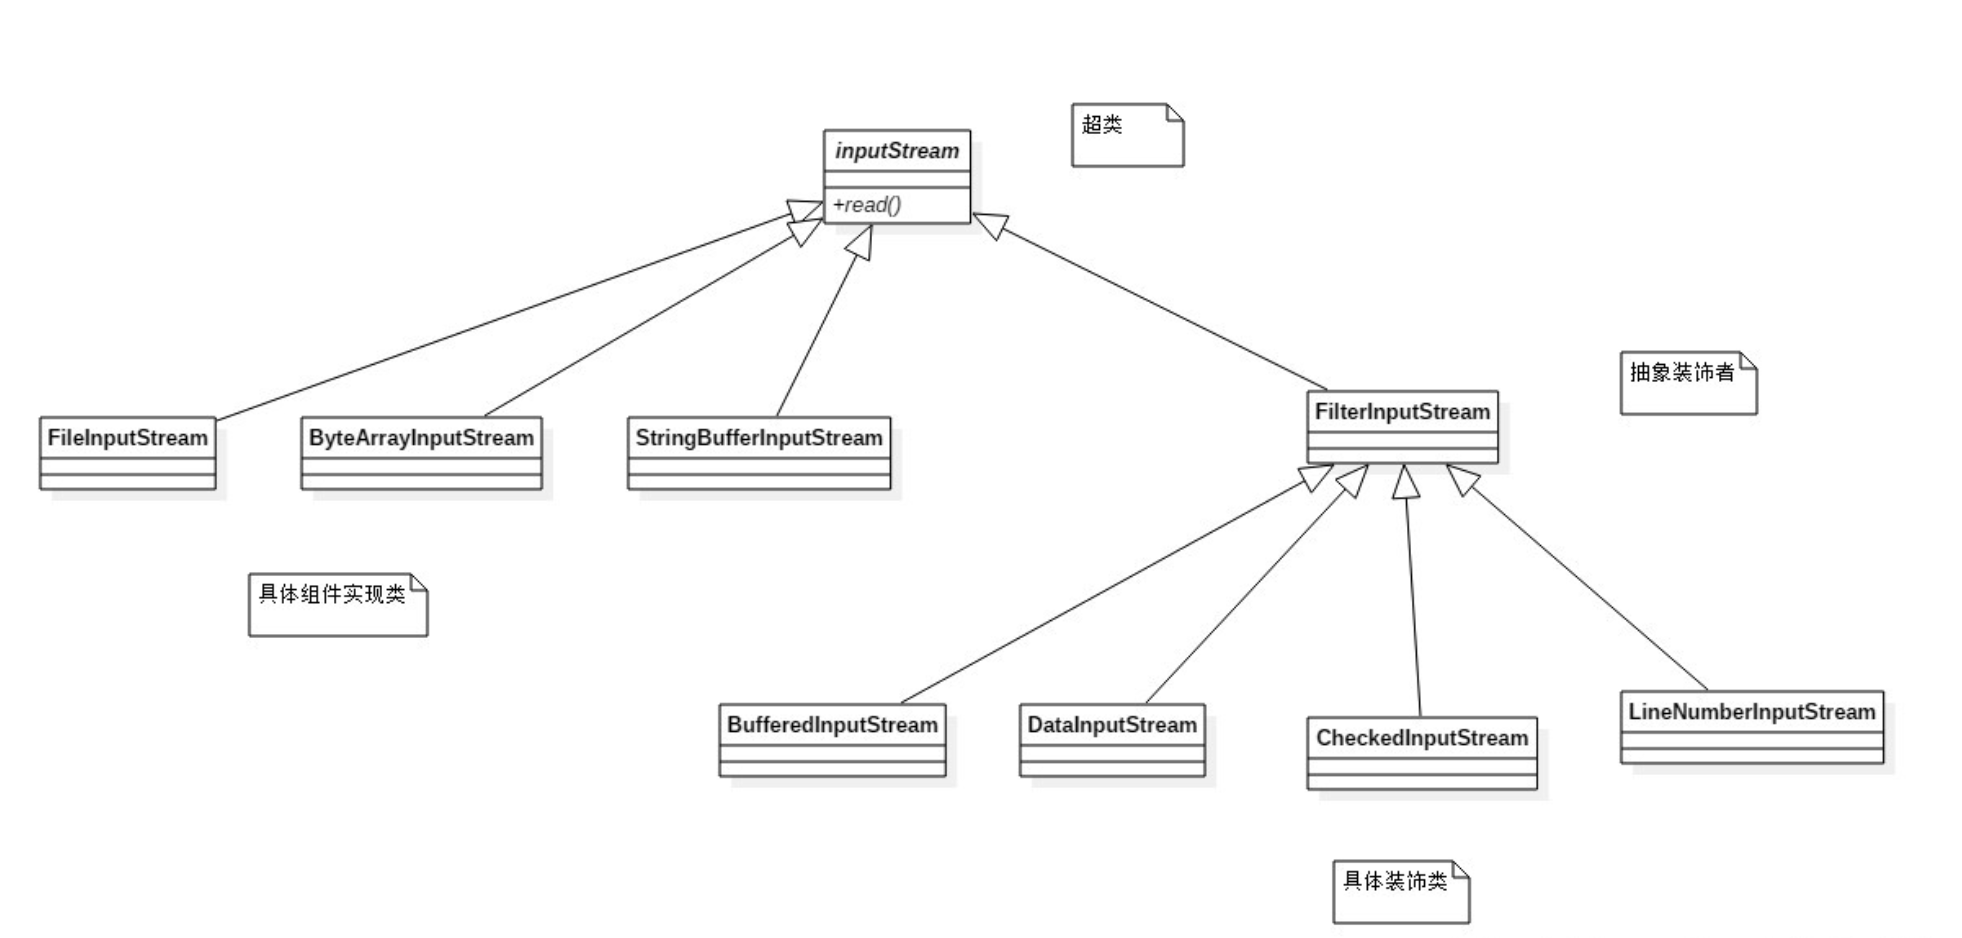 超类
inputStream
+read()
抽象装饰者
FilterInputStream
FileInputStream
ByteArrayInputStream
StringBufferInputStream
具体组件实现类
BufferedInputStream
DataInputStream
CheckedInputStream
LineNumberInputStream
具体装饰类